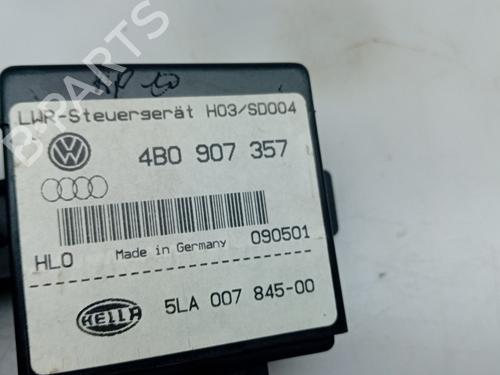 LWR-Steuergerät H03/SD004
4B0 907 357
HLO
Made in Germany
090501
HELLA
5LA 007 845-00
B-PARTS